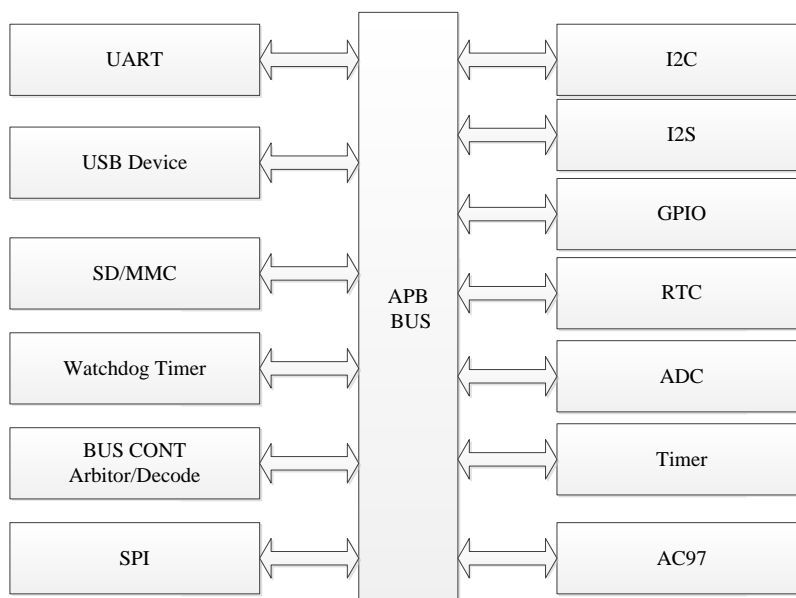 UART
USB Device
SD/MMC
Watchdog Timer
BUS CONT
Arbitor/Decode
SPI
APB
BUS
I2C
I2S
GPIO
RTC
ADC
Timer
AC97